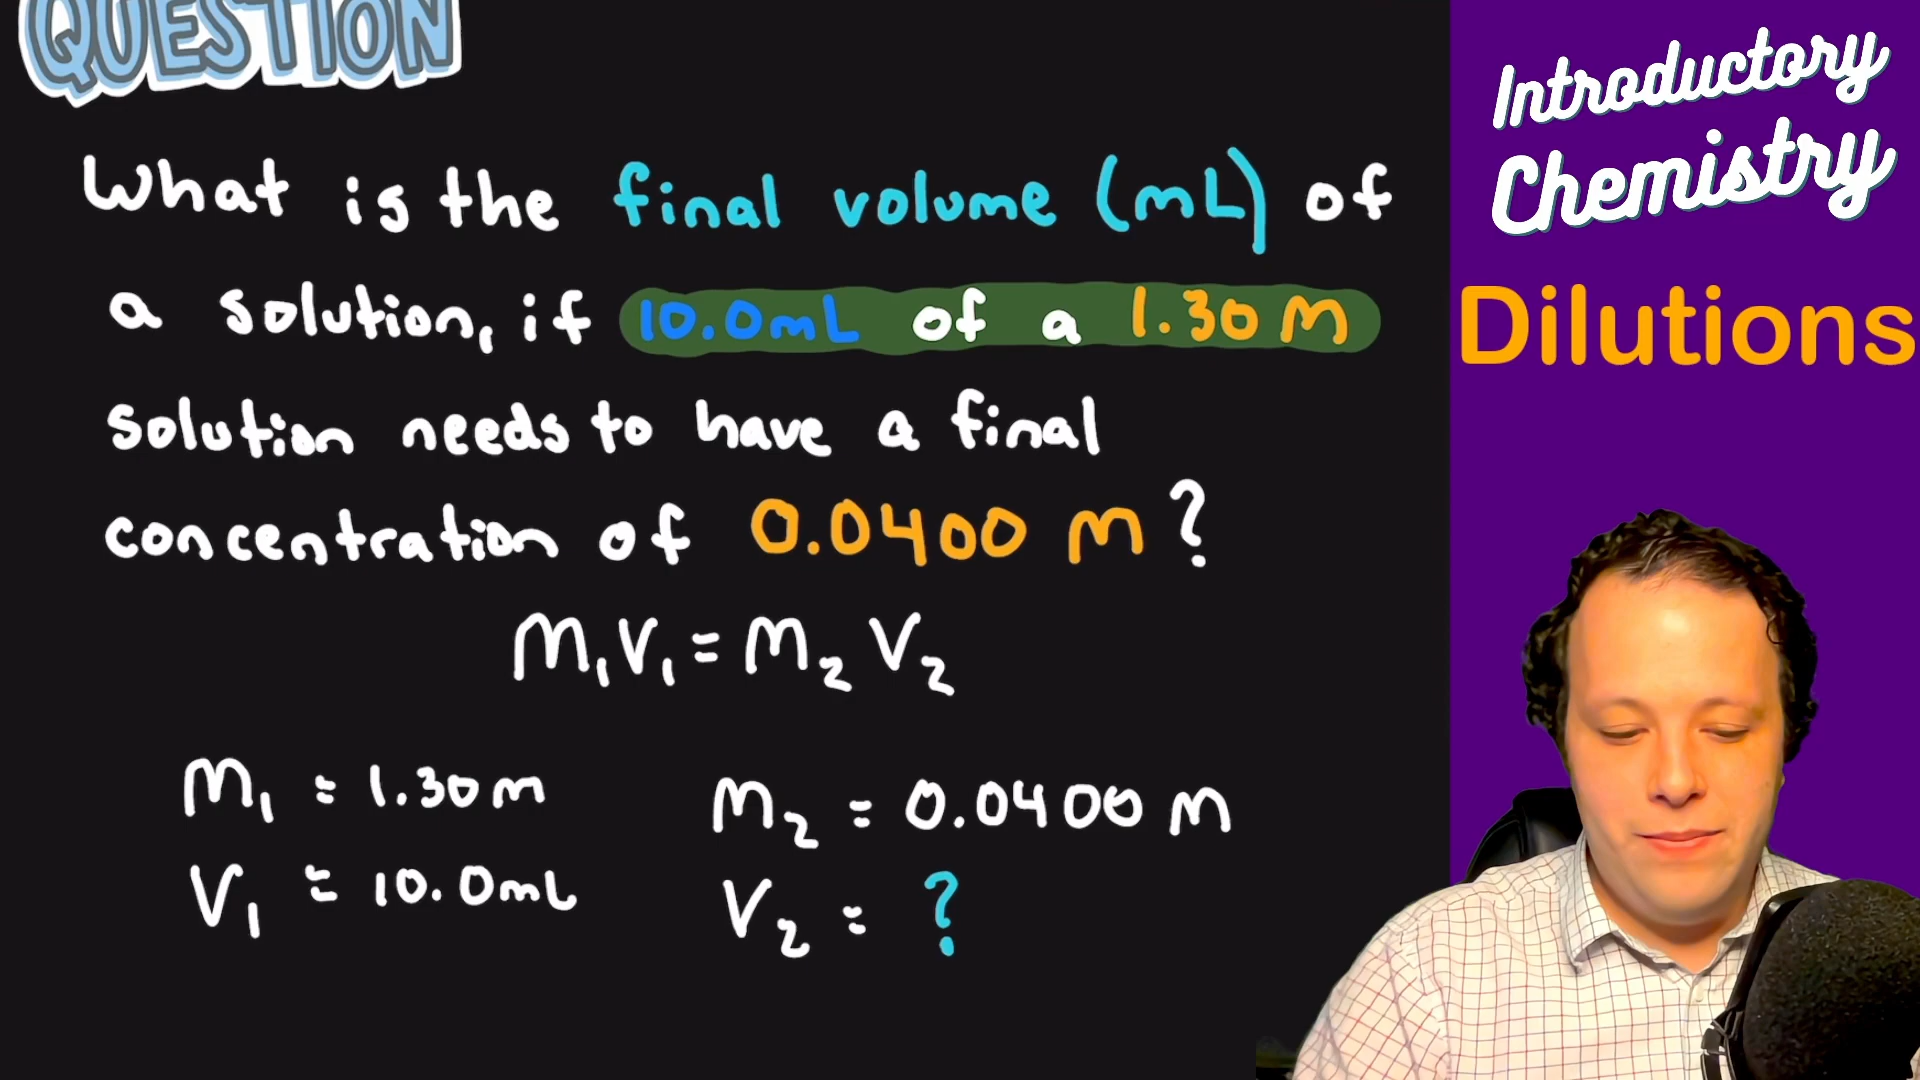 QUESTION
What is the final volume (mL) of
a solution, if 10.0mL of a 1.30 M
solution needs to have a final
concentration of 0.0400 M?
M₁V₁ = M₂ V₂
M₁ = 1.30 M
V₁ = 10.0mL
M₂ = 0.0400 M
V₂ = ?
Introductory
Chemistry
Dilutions